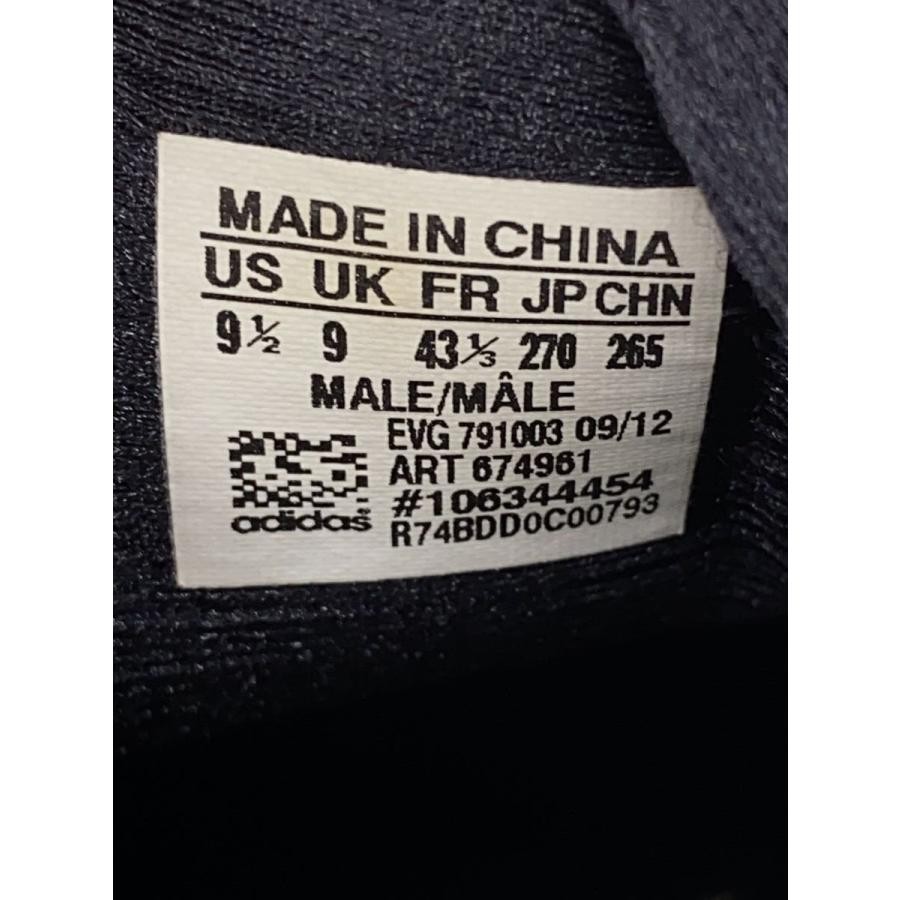 MADE IN CHINA
US UK FR JP CHN
9½ 9 43⅓ 270 265
MALE/MÂLE
EVG 791003 09/12
ART 674961
#106344454
adidas®
R74BDD0C00793